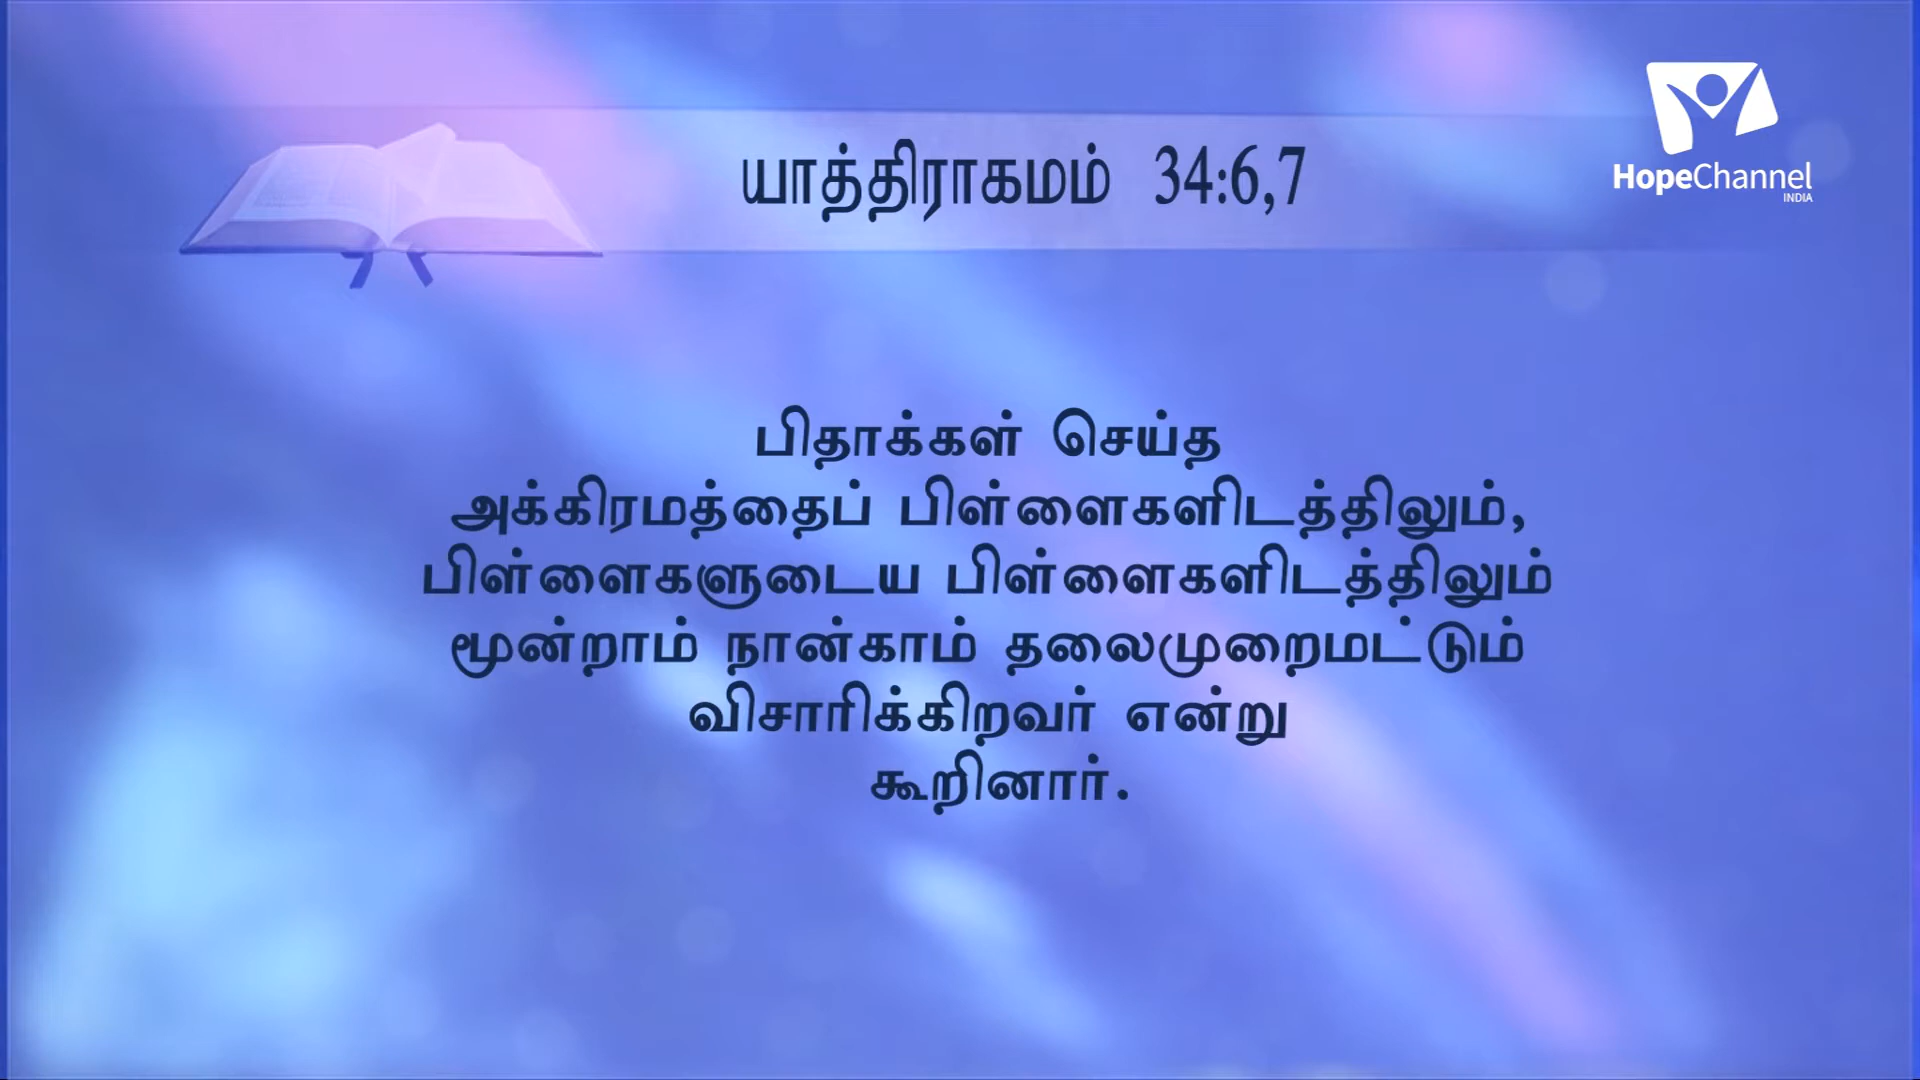 யாத்திராகமம் 34:6,7
HopeChannel
INDIA
பிதாக்கள் செய்த
அக்கிரமத்தைப் பிள்ளைகளிடத்திலும்,
பிள்ளைகளுடைய பிள்ளைகளிடத்திலும்
மூன்றாம் நான்காம் தலைமுறைமட்டும்
விசாரிக்கிறவர் என்று
கூறினார்.